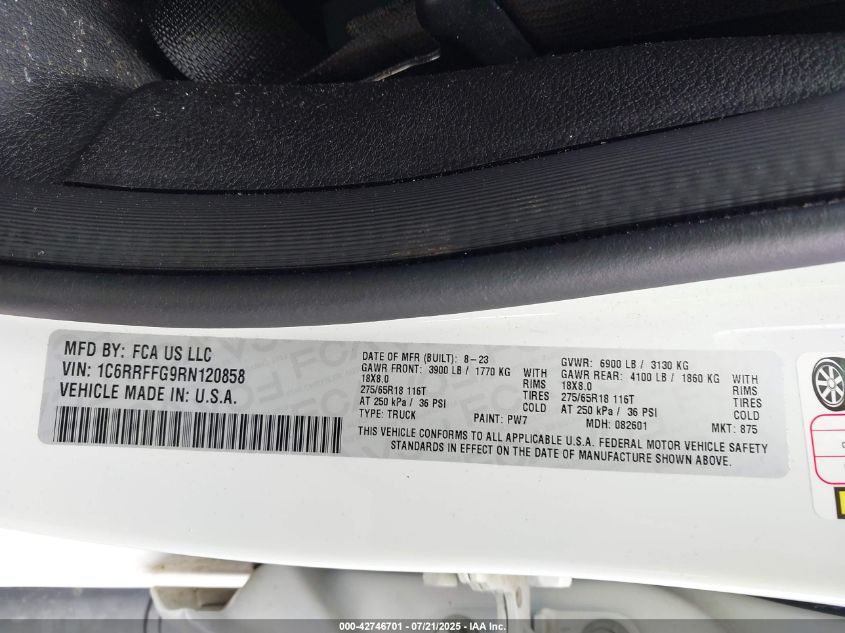 MFD BY: FCA US LLC
VIN: 1C6RRFFG9RN120858
VEHICLE MADE IN: U.S.A.
DATE OF MFR (BUILT): 8-23
GVWR: 6900 LB / 3130 KG
GAWR FRONT: 3900 LB / 1770 KG WITH
GAWR REAR: 4100 LB / 1860 KG WITH
18X8.0 RIMS
18X8.0 RIMS
275/65R18 116T TIRES
275/65R18 116T TIRES
AT 250 kPa / 36 PSI COLD
AT 250 kPa / 36 PSI COLD
TYPE: TRUCK PAINT: PW7 MDH: 082601 MKT: 875
THIS VEHICLE CONFORMS TO ALL APPLICABLE U.S.A. FEDERAL MOTOR VEHICLE SAFETY
STANDARDS IN EFFECT ON THE DATE OF MANUFACTURE SHOWN ABOVE.
000-42746701 - 07/21/2025 - IAA, Inc.